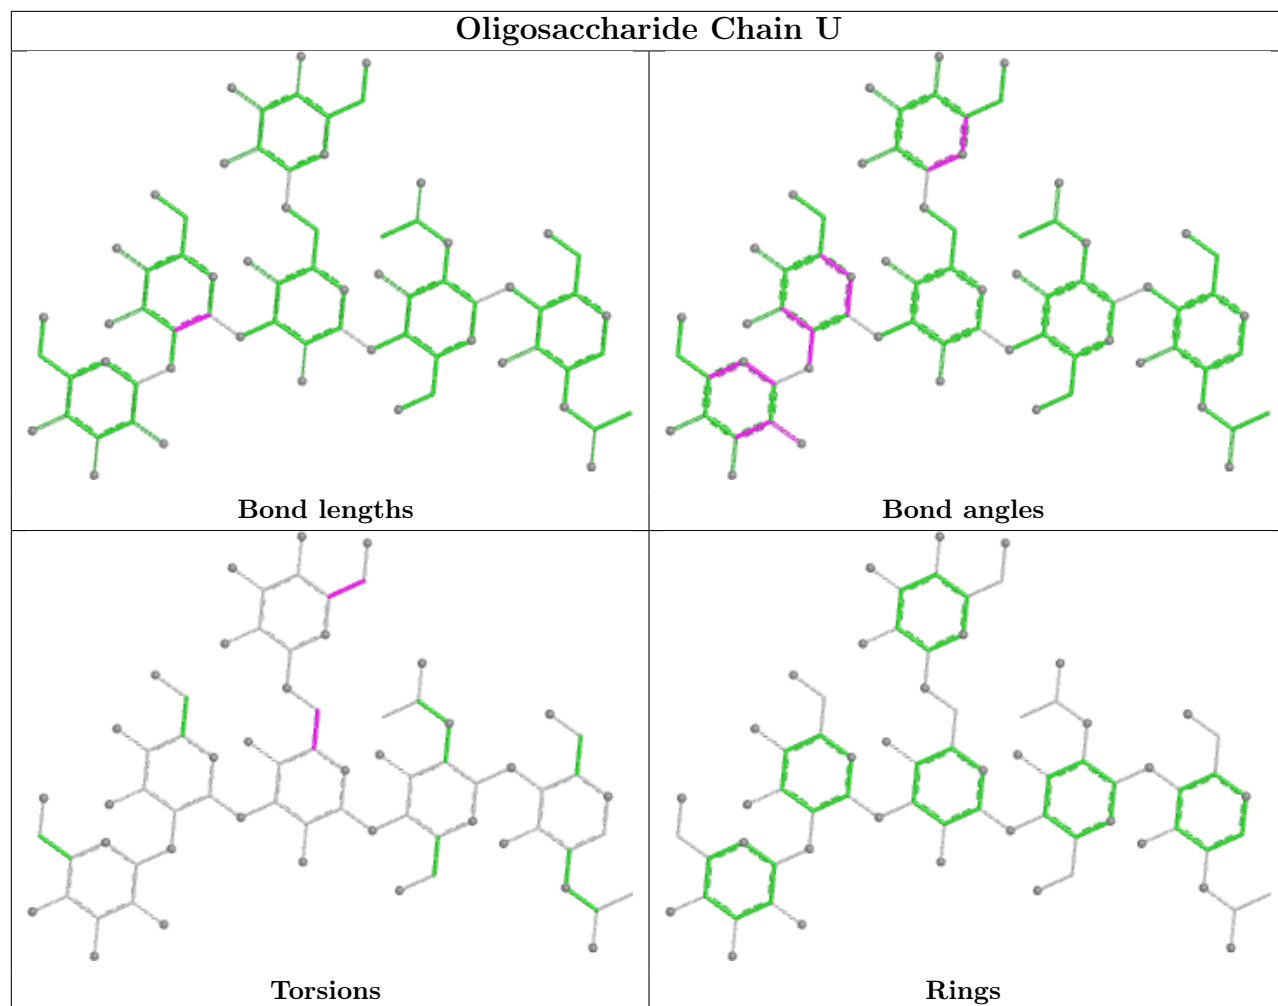 Oligosaccharide Chain U
Bond lengths
Bond angles
Torsions
Rings